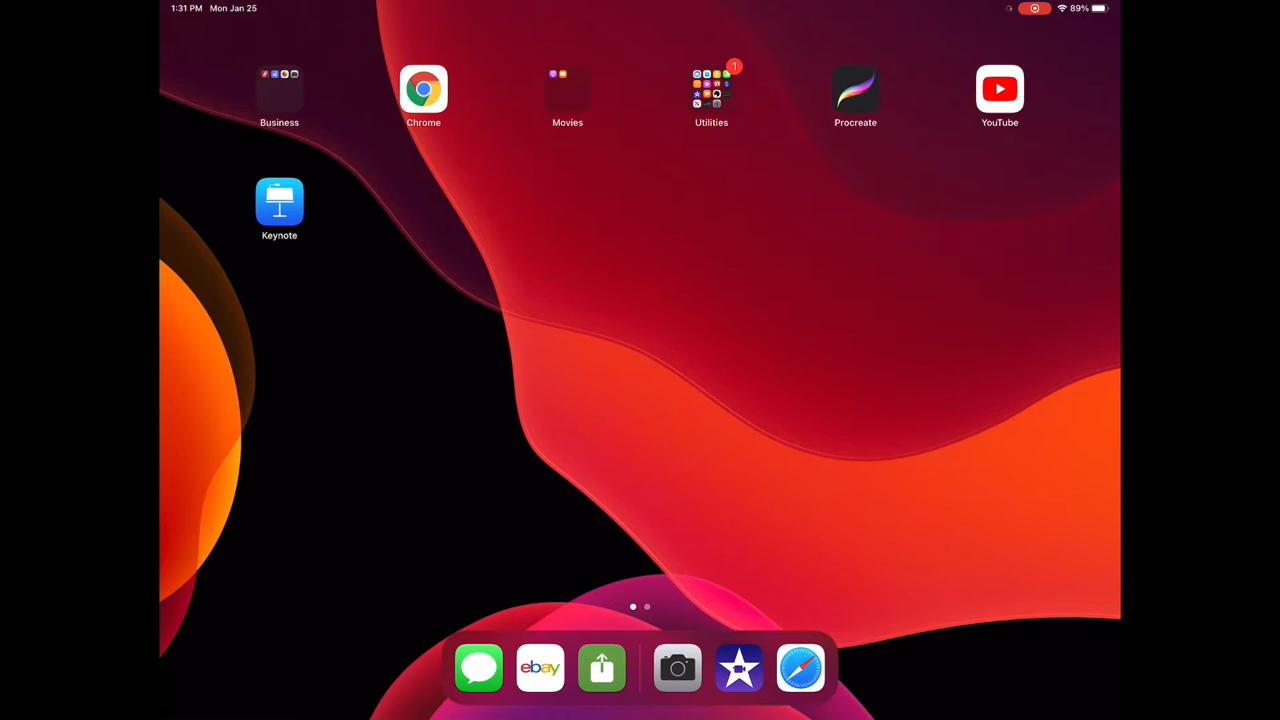 1:31 PM Mon Jan 25
89%
Business
Chrome
Movies
Utilities
1
Procreate
YouTube
Keynote
ebay